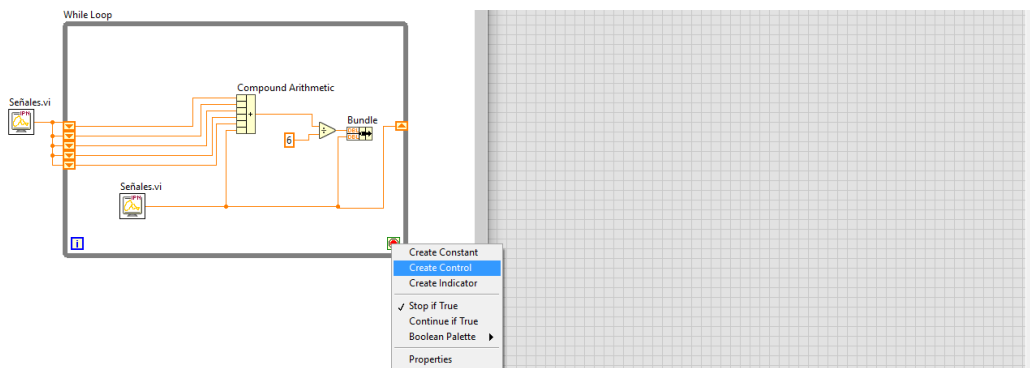 While Loop
Compound Arithmetic
Señales.vi
Bundle
6
Señales.vi
i
Create Constant
Create Control
Create Indicator
Stop if True
Continue if True
Boolean Palette
Properties